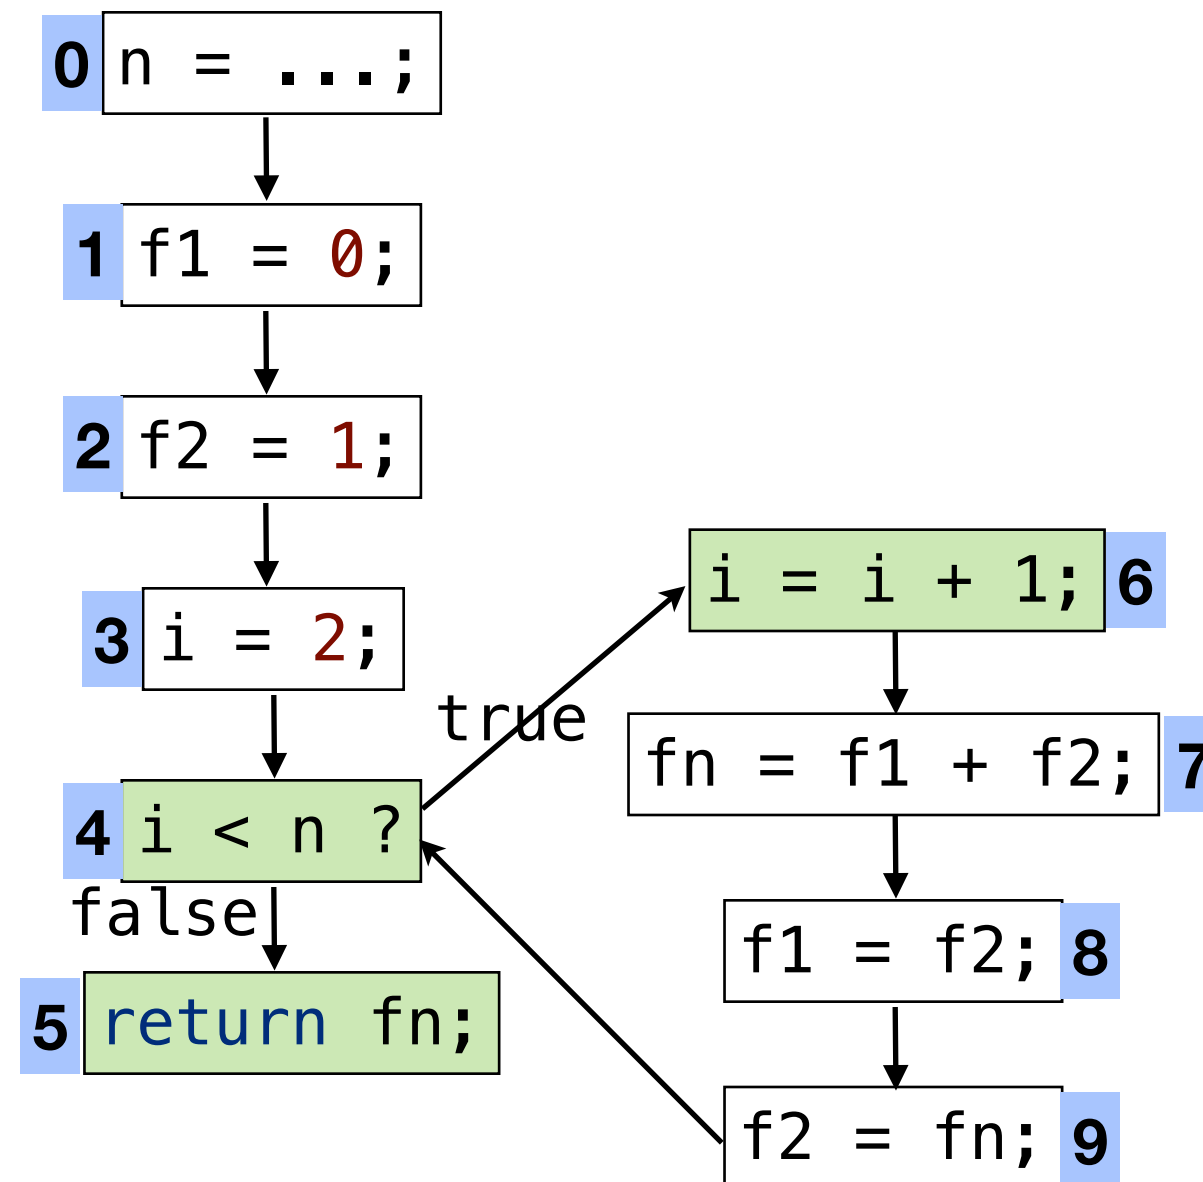 0 n = ...;
1 f1 = 0;
2 f2 = 1;
3 i = 2;
4 i < n ?
true
false
5 return fn;
i = i + 1; 6
fn = f1 + f2; 7
f1 = f2; 8
f2 = fn; 9